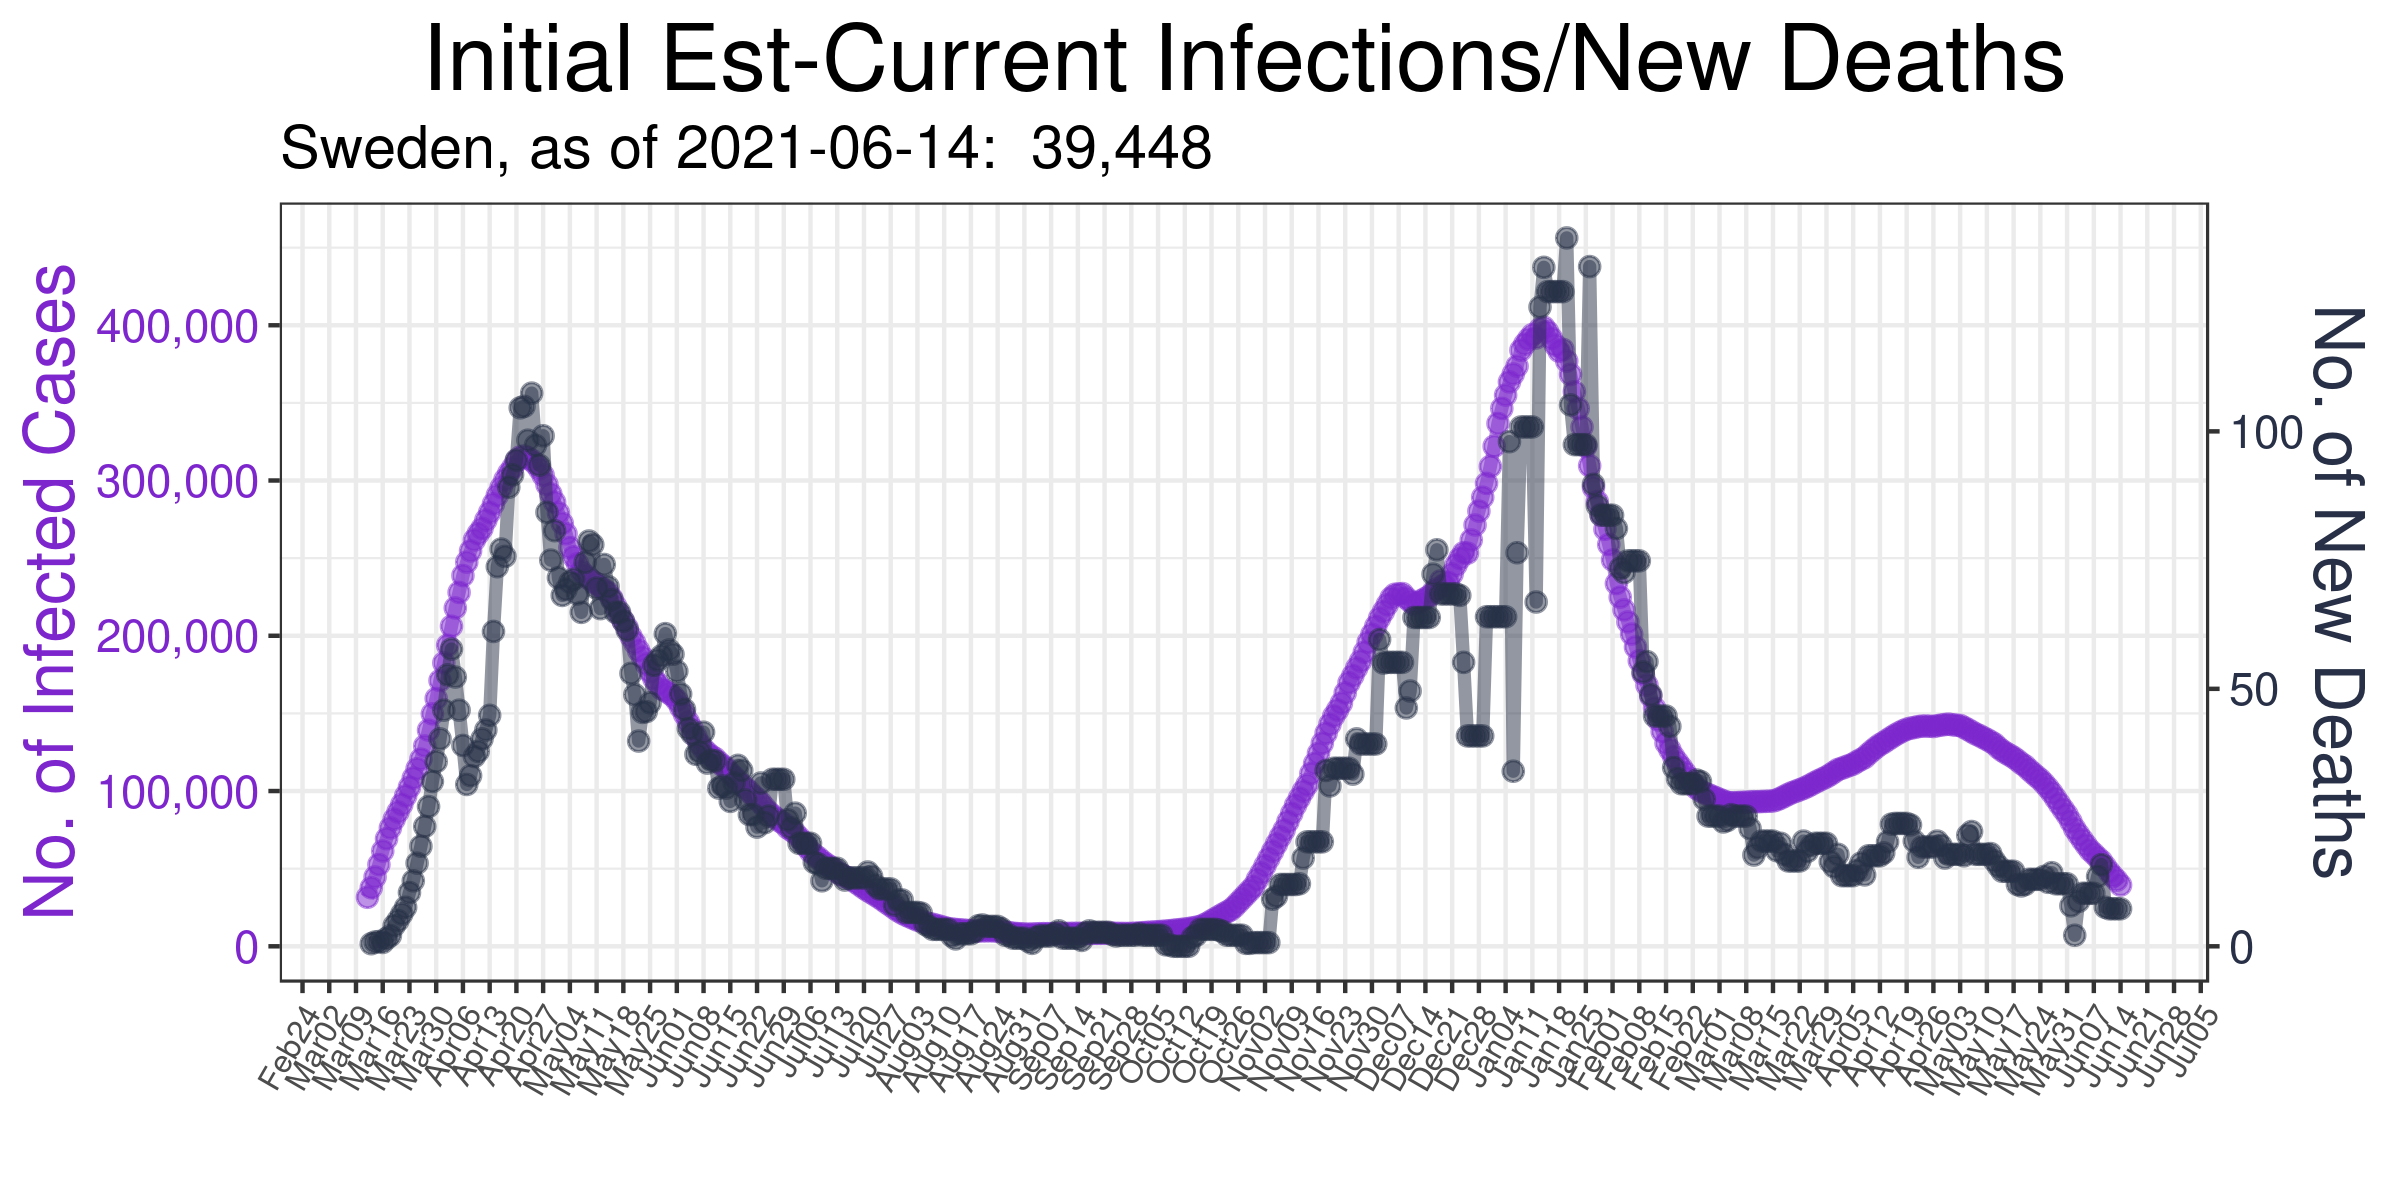 Initial Est-Current Infections/New Deaths
Sweden, as of 2021-06-14: 39,448
No. of Infected Cases
400,000
300,000
200,000
100,000
0
100
50
0
No. of New Deaths
Feb24
Mar02
Mar09
Mar16
Mar23
Mar30
Apr06
Apr13
Apr20
Apr27
May04
May11
May18
May25
Jun01
Jun08
Jun15
Jun22
Jun29
Jul06
Jul13
Jul20
Jul27
Aug03
Aug10
Aug17
Aug24
Aug31
Sep07
Sep14
Sep21
Sep28
Oct05
Oct12
Oct19
Oct26
Nov02
Nov09
Nov16
Nov23
Nov30
Dec07
Dec14
Dec21
Dec28
Jan04
Jan11
Jan18
Jan25
Feb01
Feb08
Feb15
Feb22
Mar01
Mar08
Mar15
Mar22
Mar29
Apr05
Apr12
Apr19
Apr26
May03
May10
May17
May24
May31
Jun07
Jun14
Jun21
Jun28
Jul05